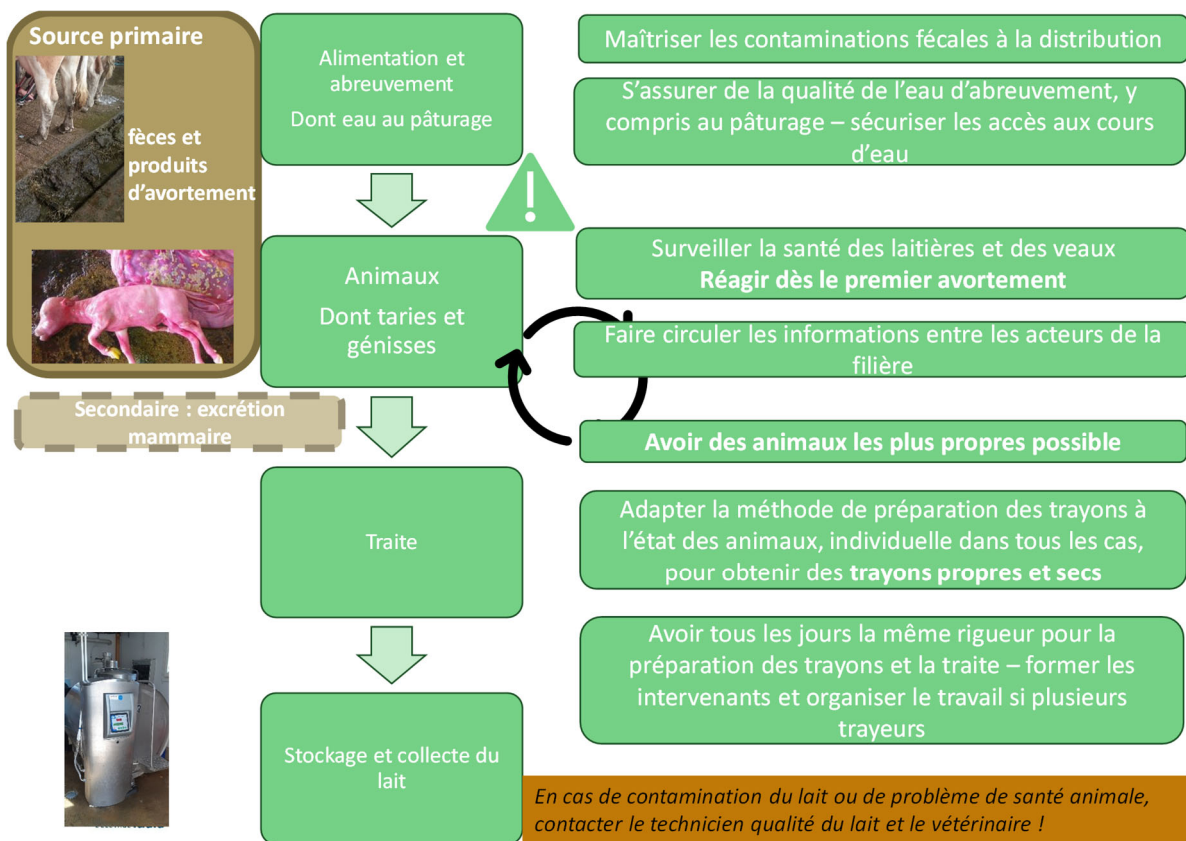 Source primaire
fèces et
produits
d’avortement
Secondaire : excrétion
mammaire
Alimentation et
abreuvement
Dont eau au pâturage
Animaux
Dont taries et
génisses
Traite
Stockage et collecte du
lait
Maîtriser les contaminations fécales à la distribution
S’assurer de la qualité de l’eau d’abreuvement, y
compris au pâturage – sécuriser les accès aux cours
d’eau
!
Surveiller la santé des laitières et des veaux
Réagir dès le premier avortement
Faire circuler les informations entre les acteurs de la
filière
Avoir des animaux les plus propres possible
Adapter la méthode de préparation des trayons à
l’état des animaux, individuelle dans tous les cas,
pour obtenir des trayons propres et secs
Avoir tous les jours la même rigueur pour la
préparation des trayons et la traite – former les
intervenants et organiser le travail si plusieurs
trayeurs
En cas de contamination du lait ou de problème de santé animale,
contacter le technicien qualité du lait et le vétérinaire !